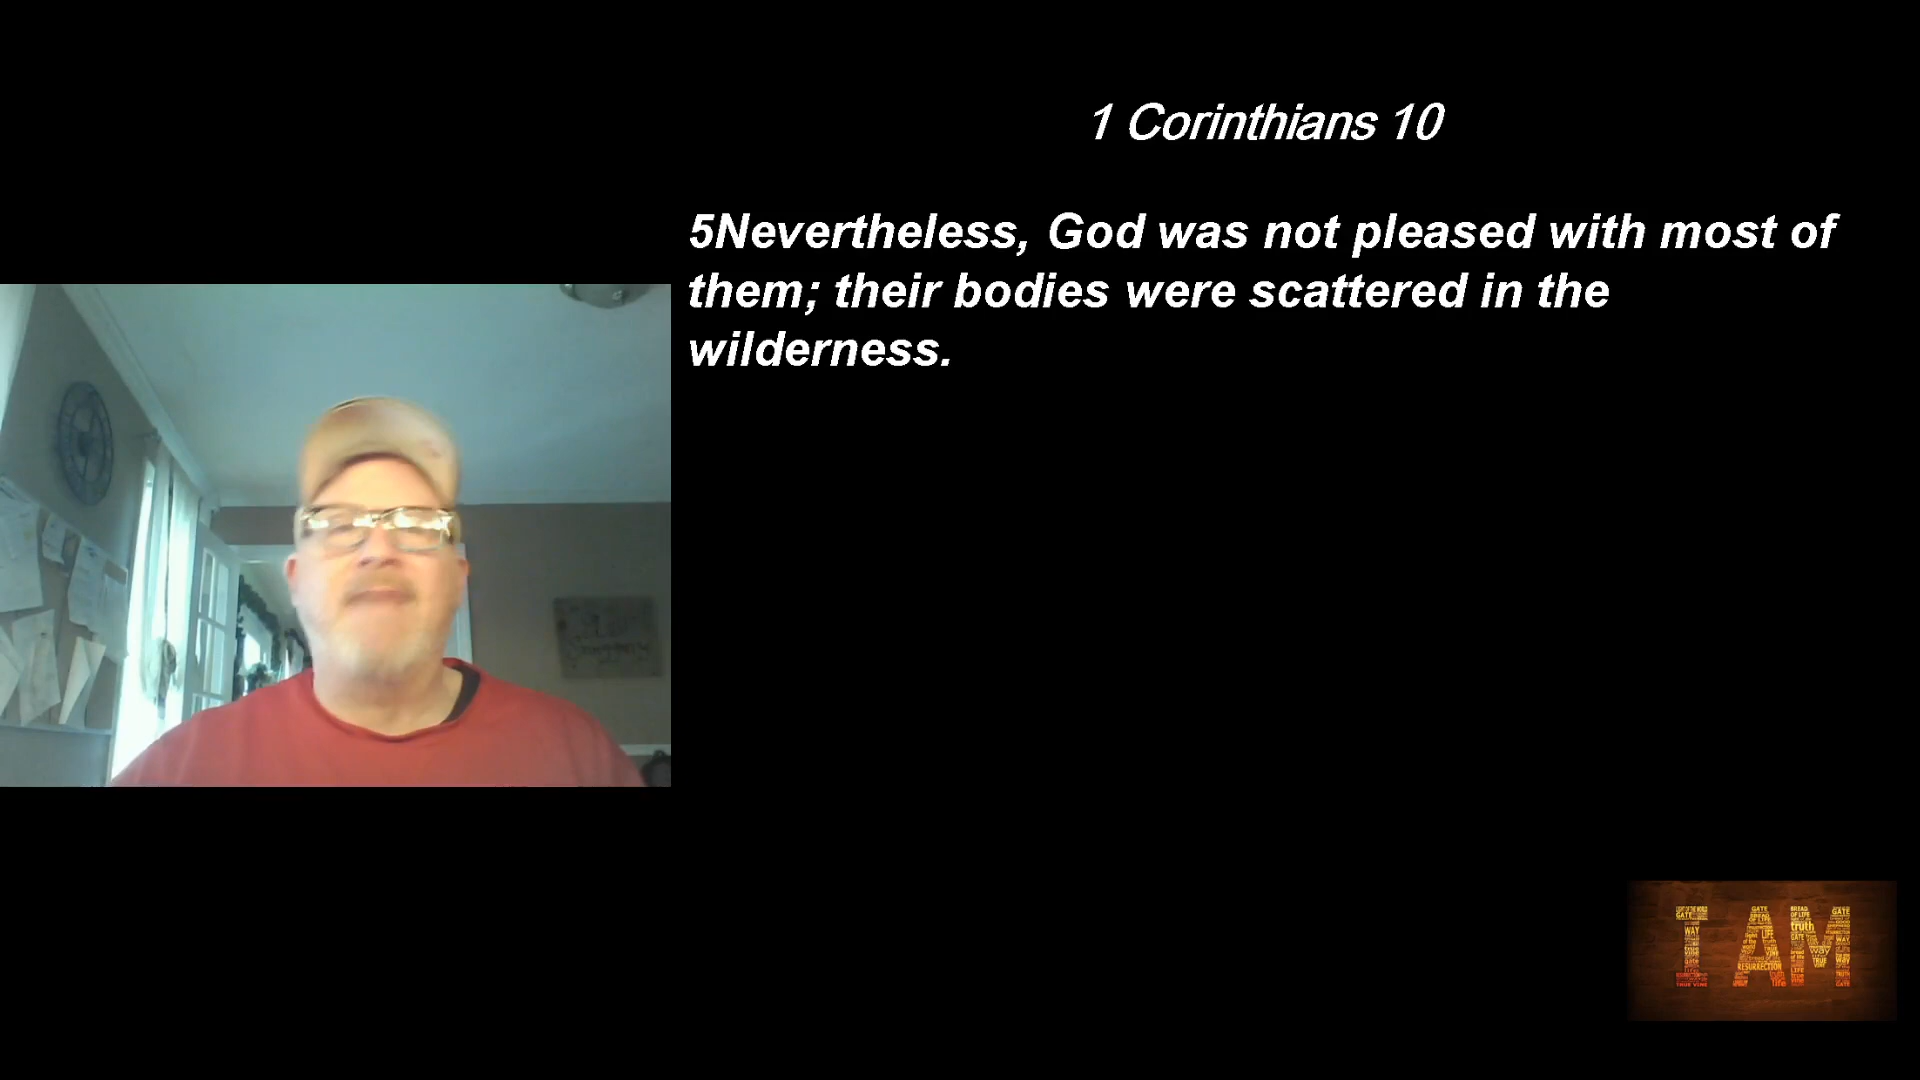 1 Corinthians 10
5Nevertheless, God was not pleased with most of
them; their bodies were scattered in the
wilderness.
I AM